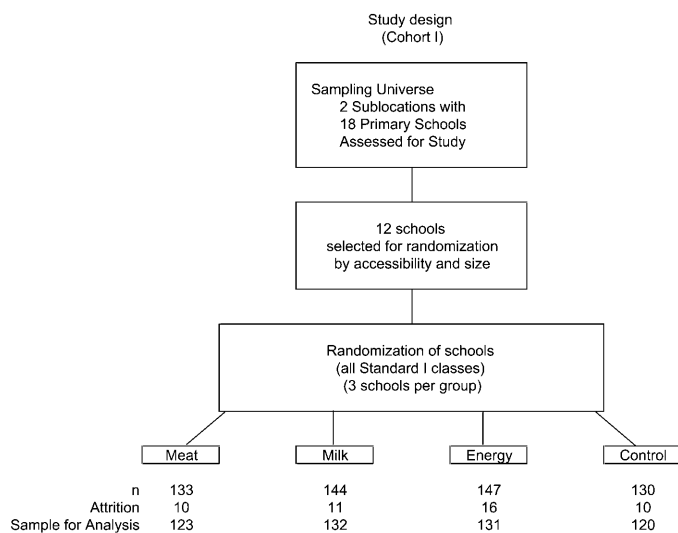 Study design
(Cohort I)
Sampling Universe
2 Sublocations with
18 Primary Schools
Assessed for Study
12 schools
selected for randomization
by accessibility and size
Randomization of schools
(all Standard I classes)
(3 schools per group)
Meat Milk Energy Control
n 133 144 147 130
Attrition 10 11 16 10
Sample for Analysis 123 132 131 120